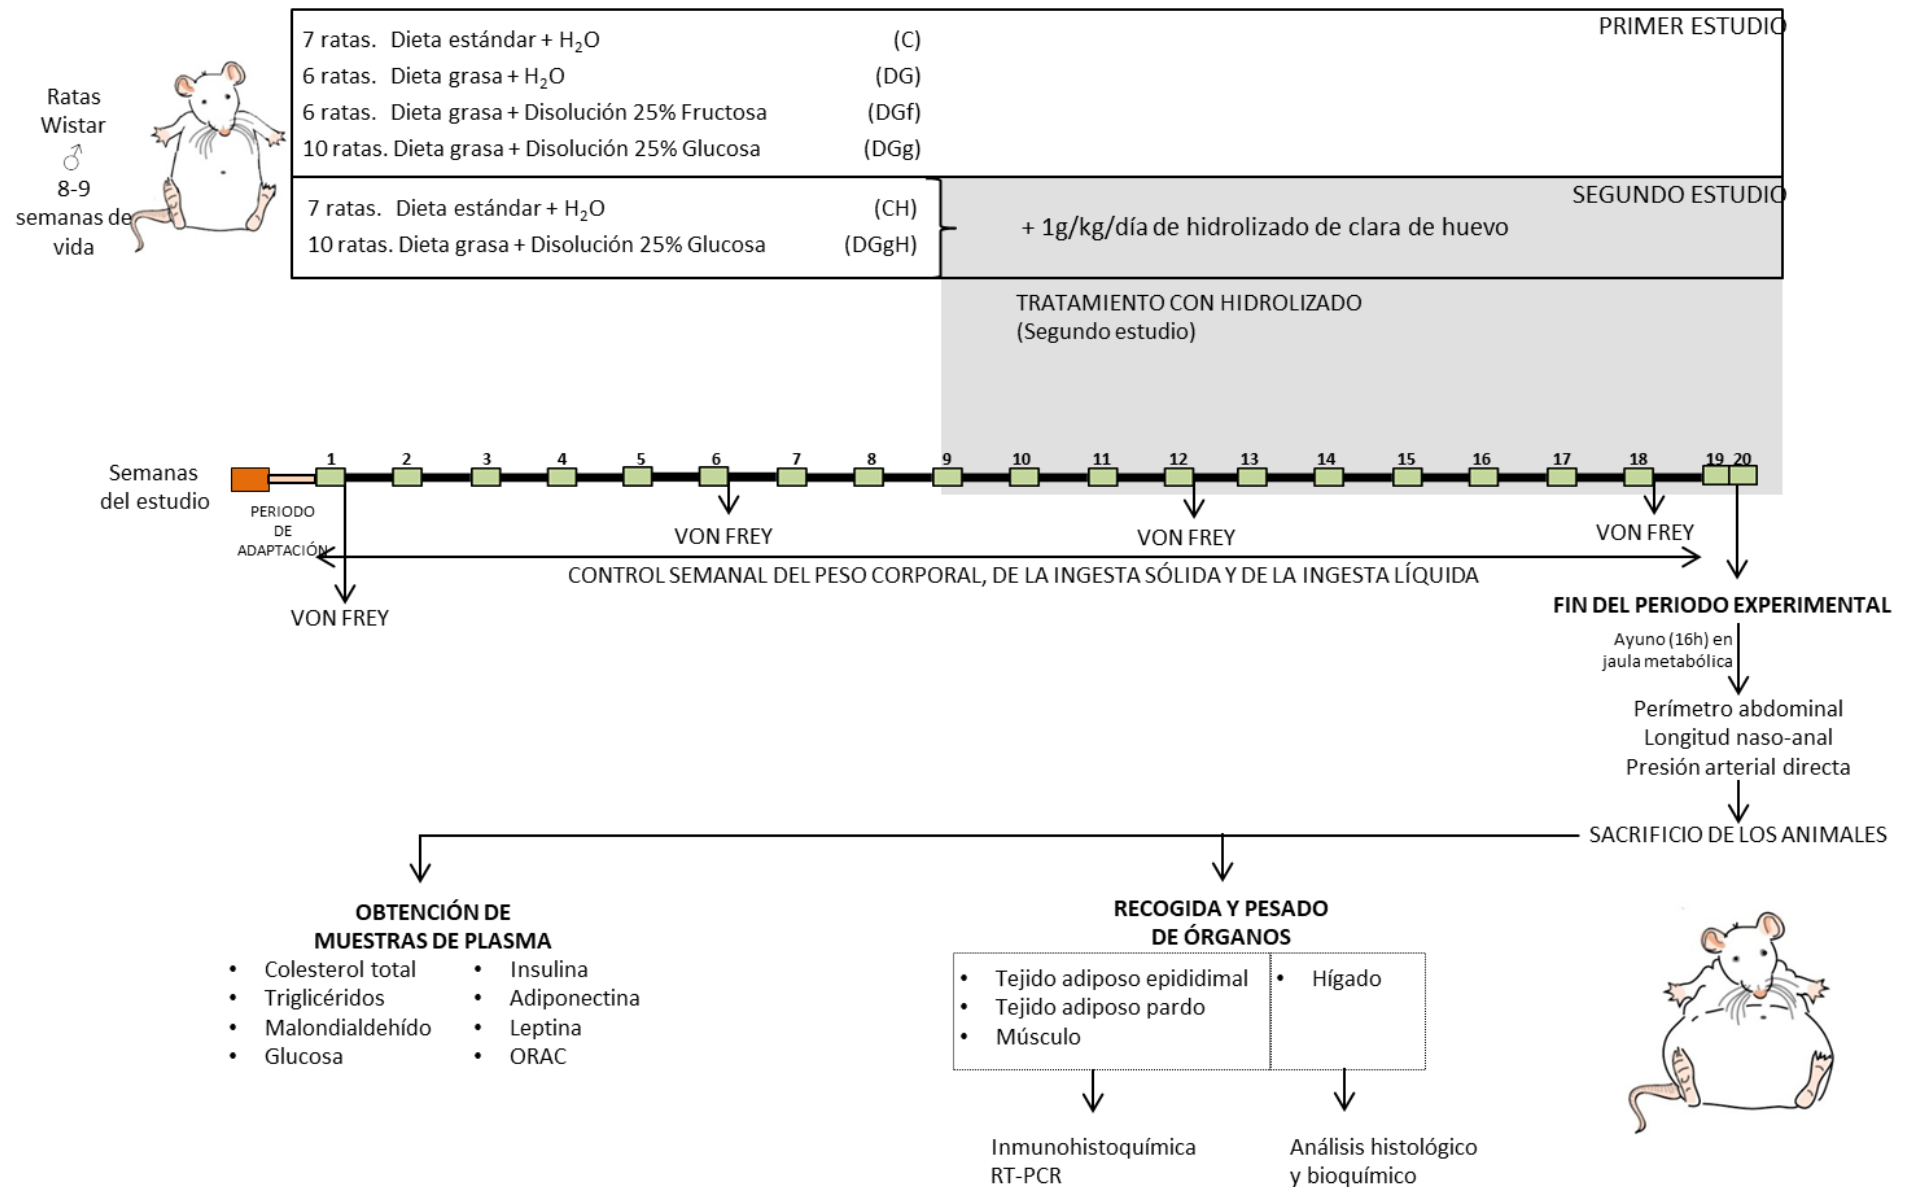 Ratas
Wistar
♂
8-9
semanas de
vida
PRIMER ESTUDIO
7 ratas. Dieta estándar + H₂O (C)
6 ratas. Dieta grasa + H₂O (DG)
6 ratas. Dieta grasa + Disolución 25% Fructosa (DGf)
10 ratas. Dieta grasa + Disolución 25% Glucosa (DGg)
SEGUNDO ESTUDIO
7 ratas. Dieta estándar + H₂O (CH)
10 ratas. Dieta grasa + Disolución 25% Glucosa (DGgH)
+ 1g/kg/día de hidrolizado de clara de huevo
TRATAMIENTO CON HIDROLIZADO
(Segundo estudio)
Semanas
del estudio
1 2 3 4 5 6 7 8 9 10 11 12 13 14 15 16 17 18 19 20
PERIODO
DE
ADAPTACIÓN
VON FREY
VON FREY
VON FREY
VON FREY
CONTROL SEMANAL DEL PESO CORPORAL, DE LA INGESTA SÓLIDA Y DE LA INGESTA LÍQUIDA
FIN DEL PERIODO EXPERIMENTAL
Ayuno (16h) en
jaula metabólica
Perímetro abdominal
Longitud naso-anal
Presión arterial directa
SACRIFICIO DE LOS ANIMALES
OBTENCIÓN DE
MUESTRAS DE PLASMA
• Colesterol total
• Triglicéridos
• Malondialdehído
• Glucosa
• Insulina
• Adiponectina
• Leptina
• ORAC
RECOGIDA Y PESADO
DE ÓRGANOS
• Tejido adiposo epididimal
• Tejido adiposo pardo
• Músculo
• Hígado
Inmunohistoquímica
RT-PCR
Análisis histológico
y bioquímico